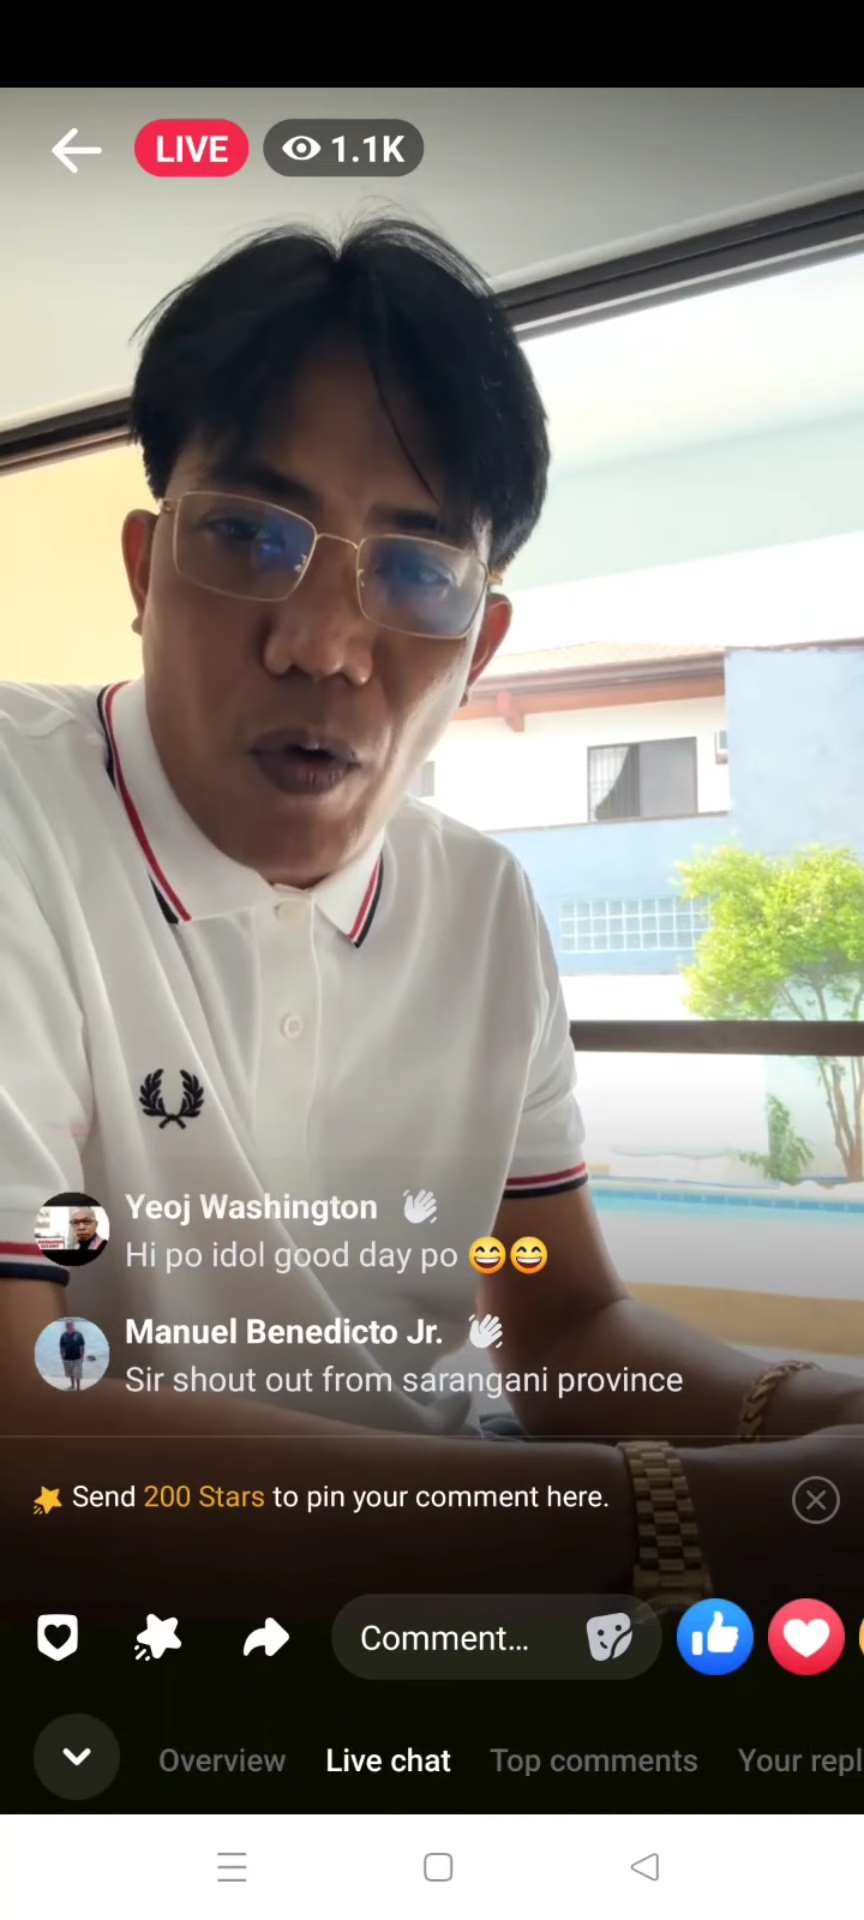 LIVE 1.1K
Yeoj Washington
Hi po idol good day po 😄😄
Manuel Benedicto Jr.
Sir shout out from sarangani province
Send 200 Stars to pin your comment here.
Comment...
Overview Live chat Top comments Your repl